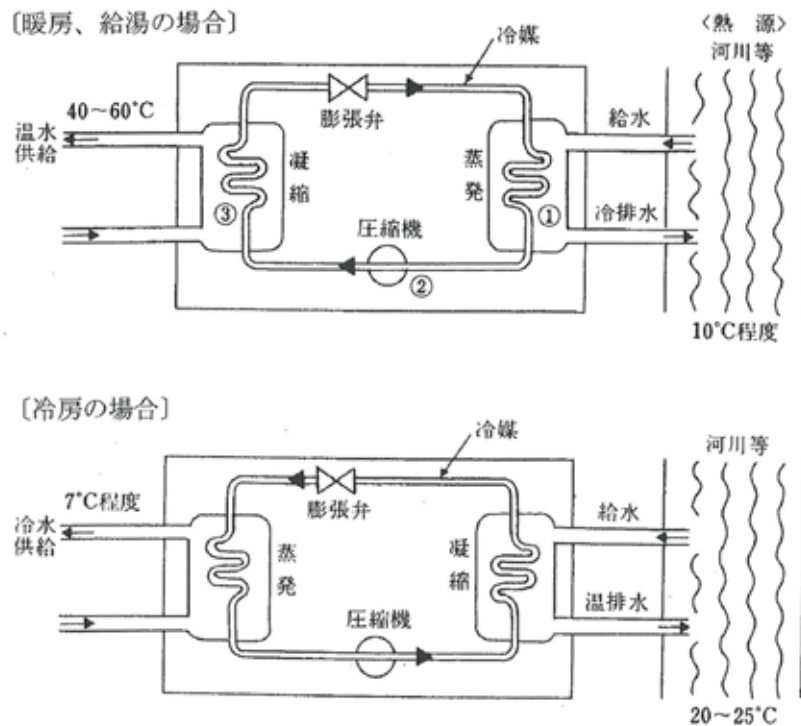 〔暖房、給湯の場合〕
〈熱 源〉
河川等
冷媒
40~60℃
膨張弁
給水
温水
供給
凝縮
蒸発
③
①
冷排水
圧縮機
②
10℃程度
〔冷房の場合〕
冷媒
河川等
7℃程度
膨張弁
給水
冷水
供給
蒸発
凝縮
温排水
圧縮機
20~25℃